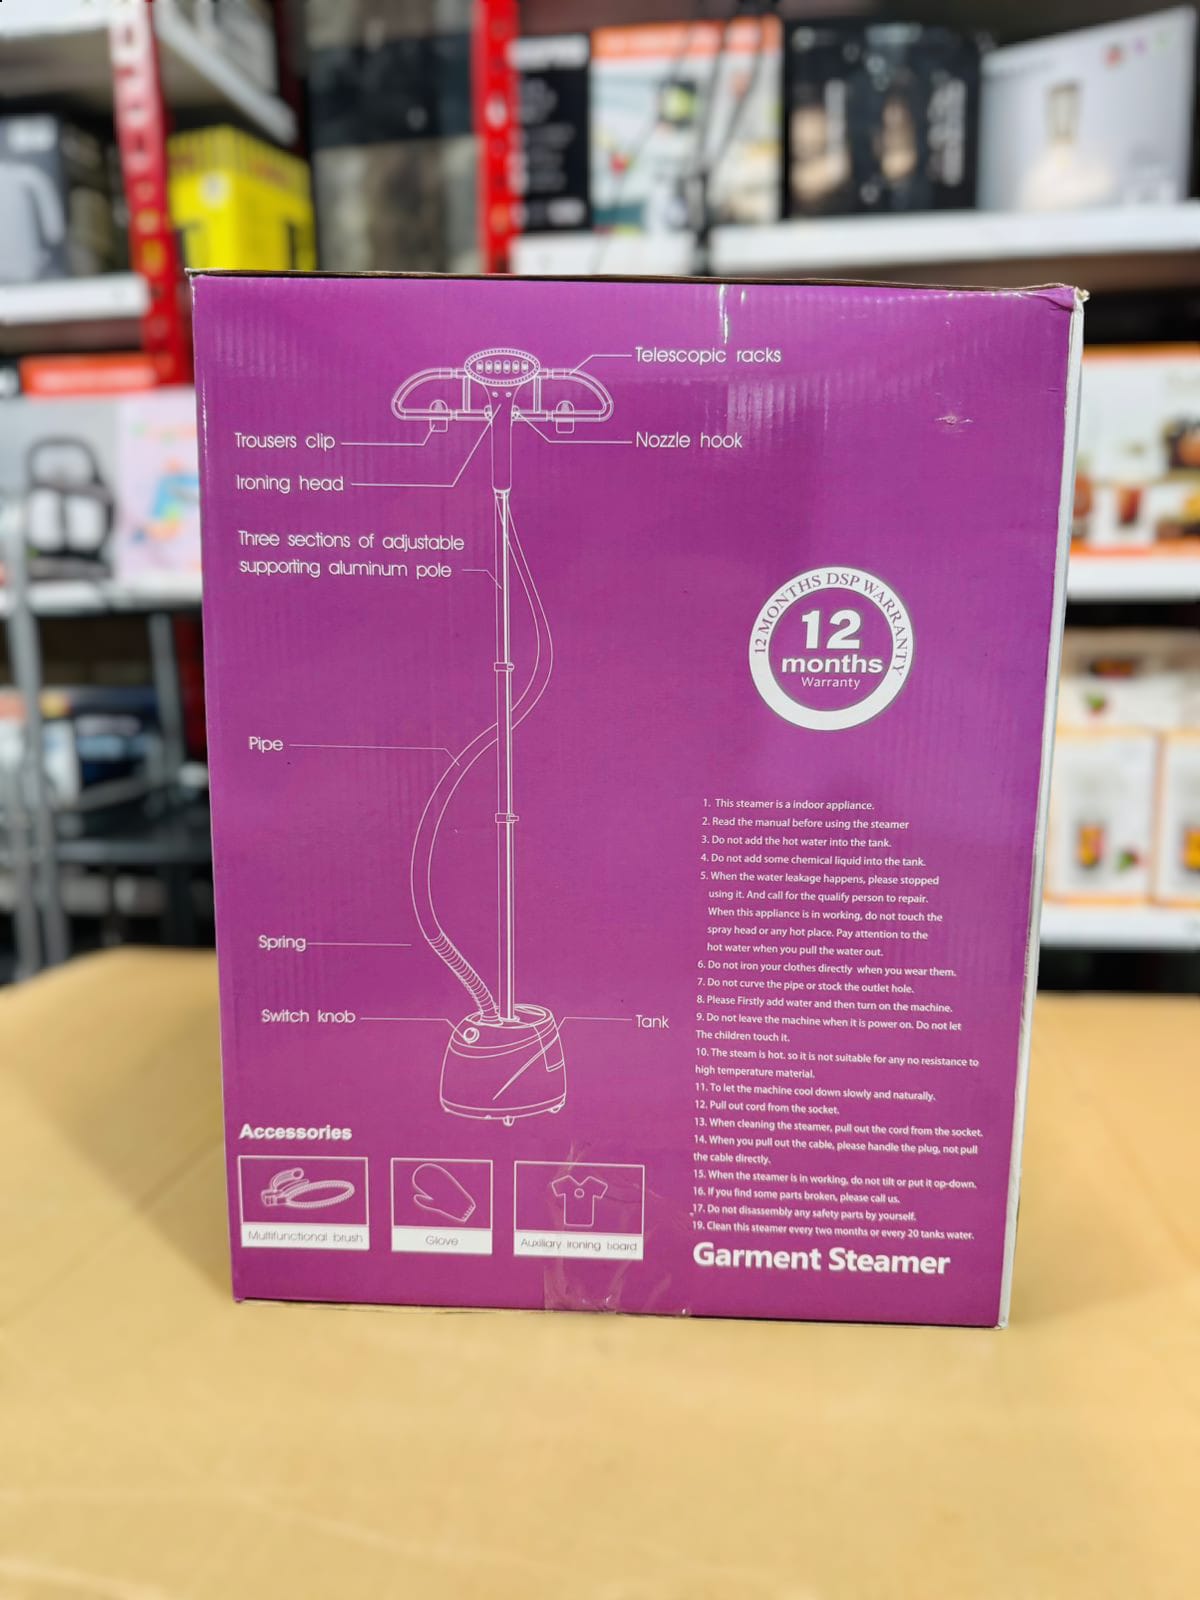 Telescopic racks
Trousers clip
Nozzle hook
Ironing head
Three sections of adjustable
supporting aluminum pole
12 MONTHS DSP WARRANTY
12
months
Warranty
Pipe
Spring
Switch knob
Tank
Accessories
Multifunctional brush
Glove
Auxiliary ironing board
1. This steamer is a indoor appliance.
2. Read the manual before using the steamer
3. Do not add the hot water into the tank.
4. Do not add some chemical liquid into the tank.
5. When the water leakage happens, please stopped
using it. And call for the qualify person to repair.
When this appliance is in working, do not touch the
spray head or any hot place. Pay attention to the
hot water when you pull the water out.
6. Do not iron your clothes directly when you wear them.
7. Do not curve the pipe or stock the outlet hole.
8. Please Firstly add water and then turn on the machine.
9. Do not leave the machine when it is power on. Do not let
The children touch it.
10. The steam is hot. so it is not suitable for any no resistance to
high temperature material.
11. To let the machine cool down slowly and naturally.
12. Pull out cord from the socket.
13. When cleaning the steamer, pull out the cord from the socket.
14. When you pull out the cable, please handle the plug, not pull
the cable directly.
15. When the steamer is in working, do not tilt or put it op-down.
16. If you find some parts broken, please call us.
17. Do not disassembly any safety parts by yourself.
19. Clean this steamer every two months or every 20 tanks water.
Garment Steamer